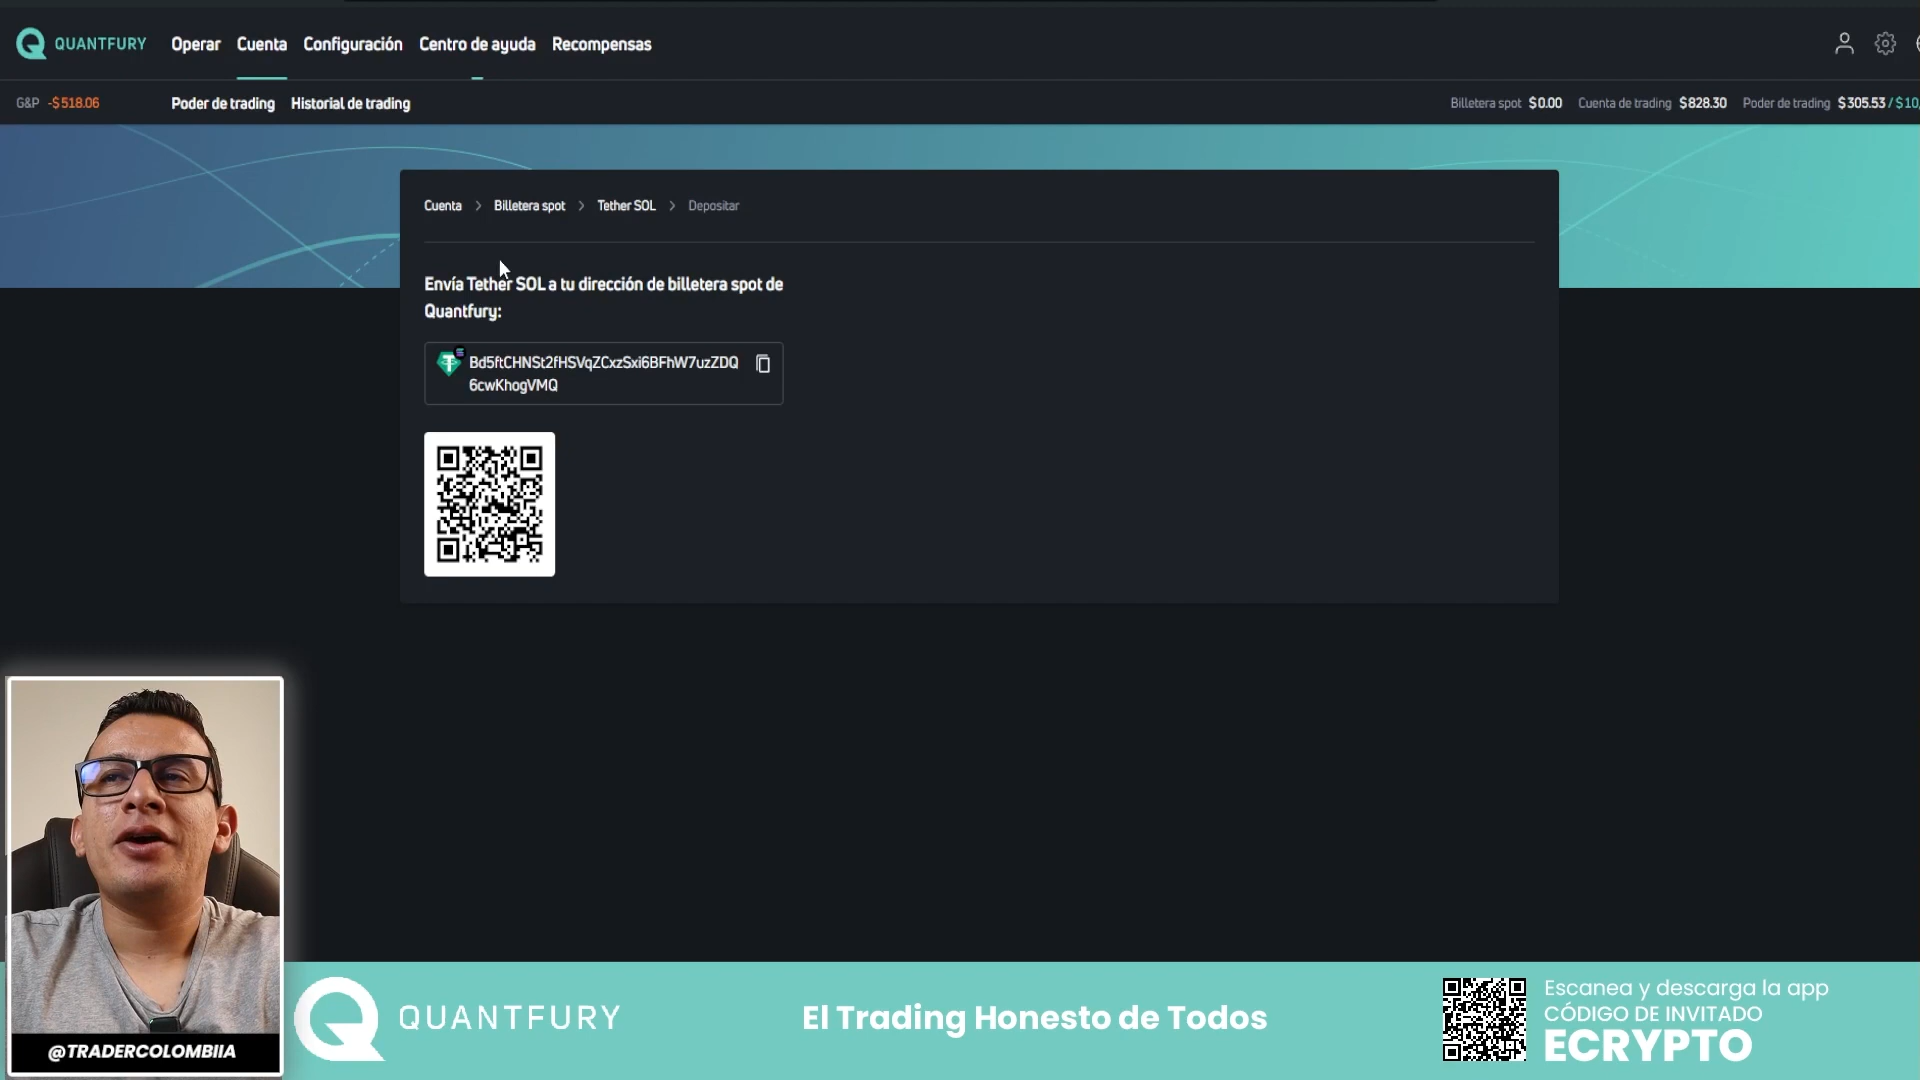 QUANTFURY
Operar
Cuenta
Configuración
Centro de ayuda
Recompensas
G&P -$518.06
Poder de trading
Historial de trading
Billetera spot $0.00
Cuenta de trading $828.30
Poder de trading $305.53 / $10,
Cuenta > Billetera spot > Tether SOL > Depositar
Envía Tether SOL a tu dirección de billetera spot de
Quantfury:
Bd5ftCHNSt2fHSVqZCxzSxi6BFhW7uzZDQ
6cwKhogVMQ
@TRADERCOLOMBIIA
QUANTFURY
El Trading Honesto de Todos
Escanea y descarga la app
CÓDIGO DE INVITADO
ECRYPTO